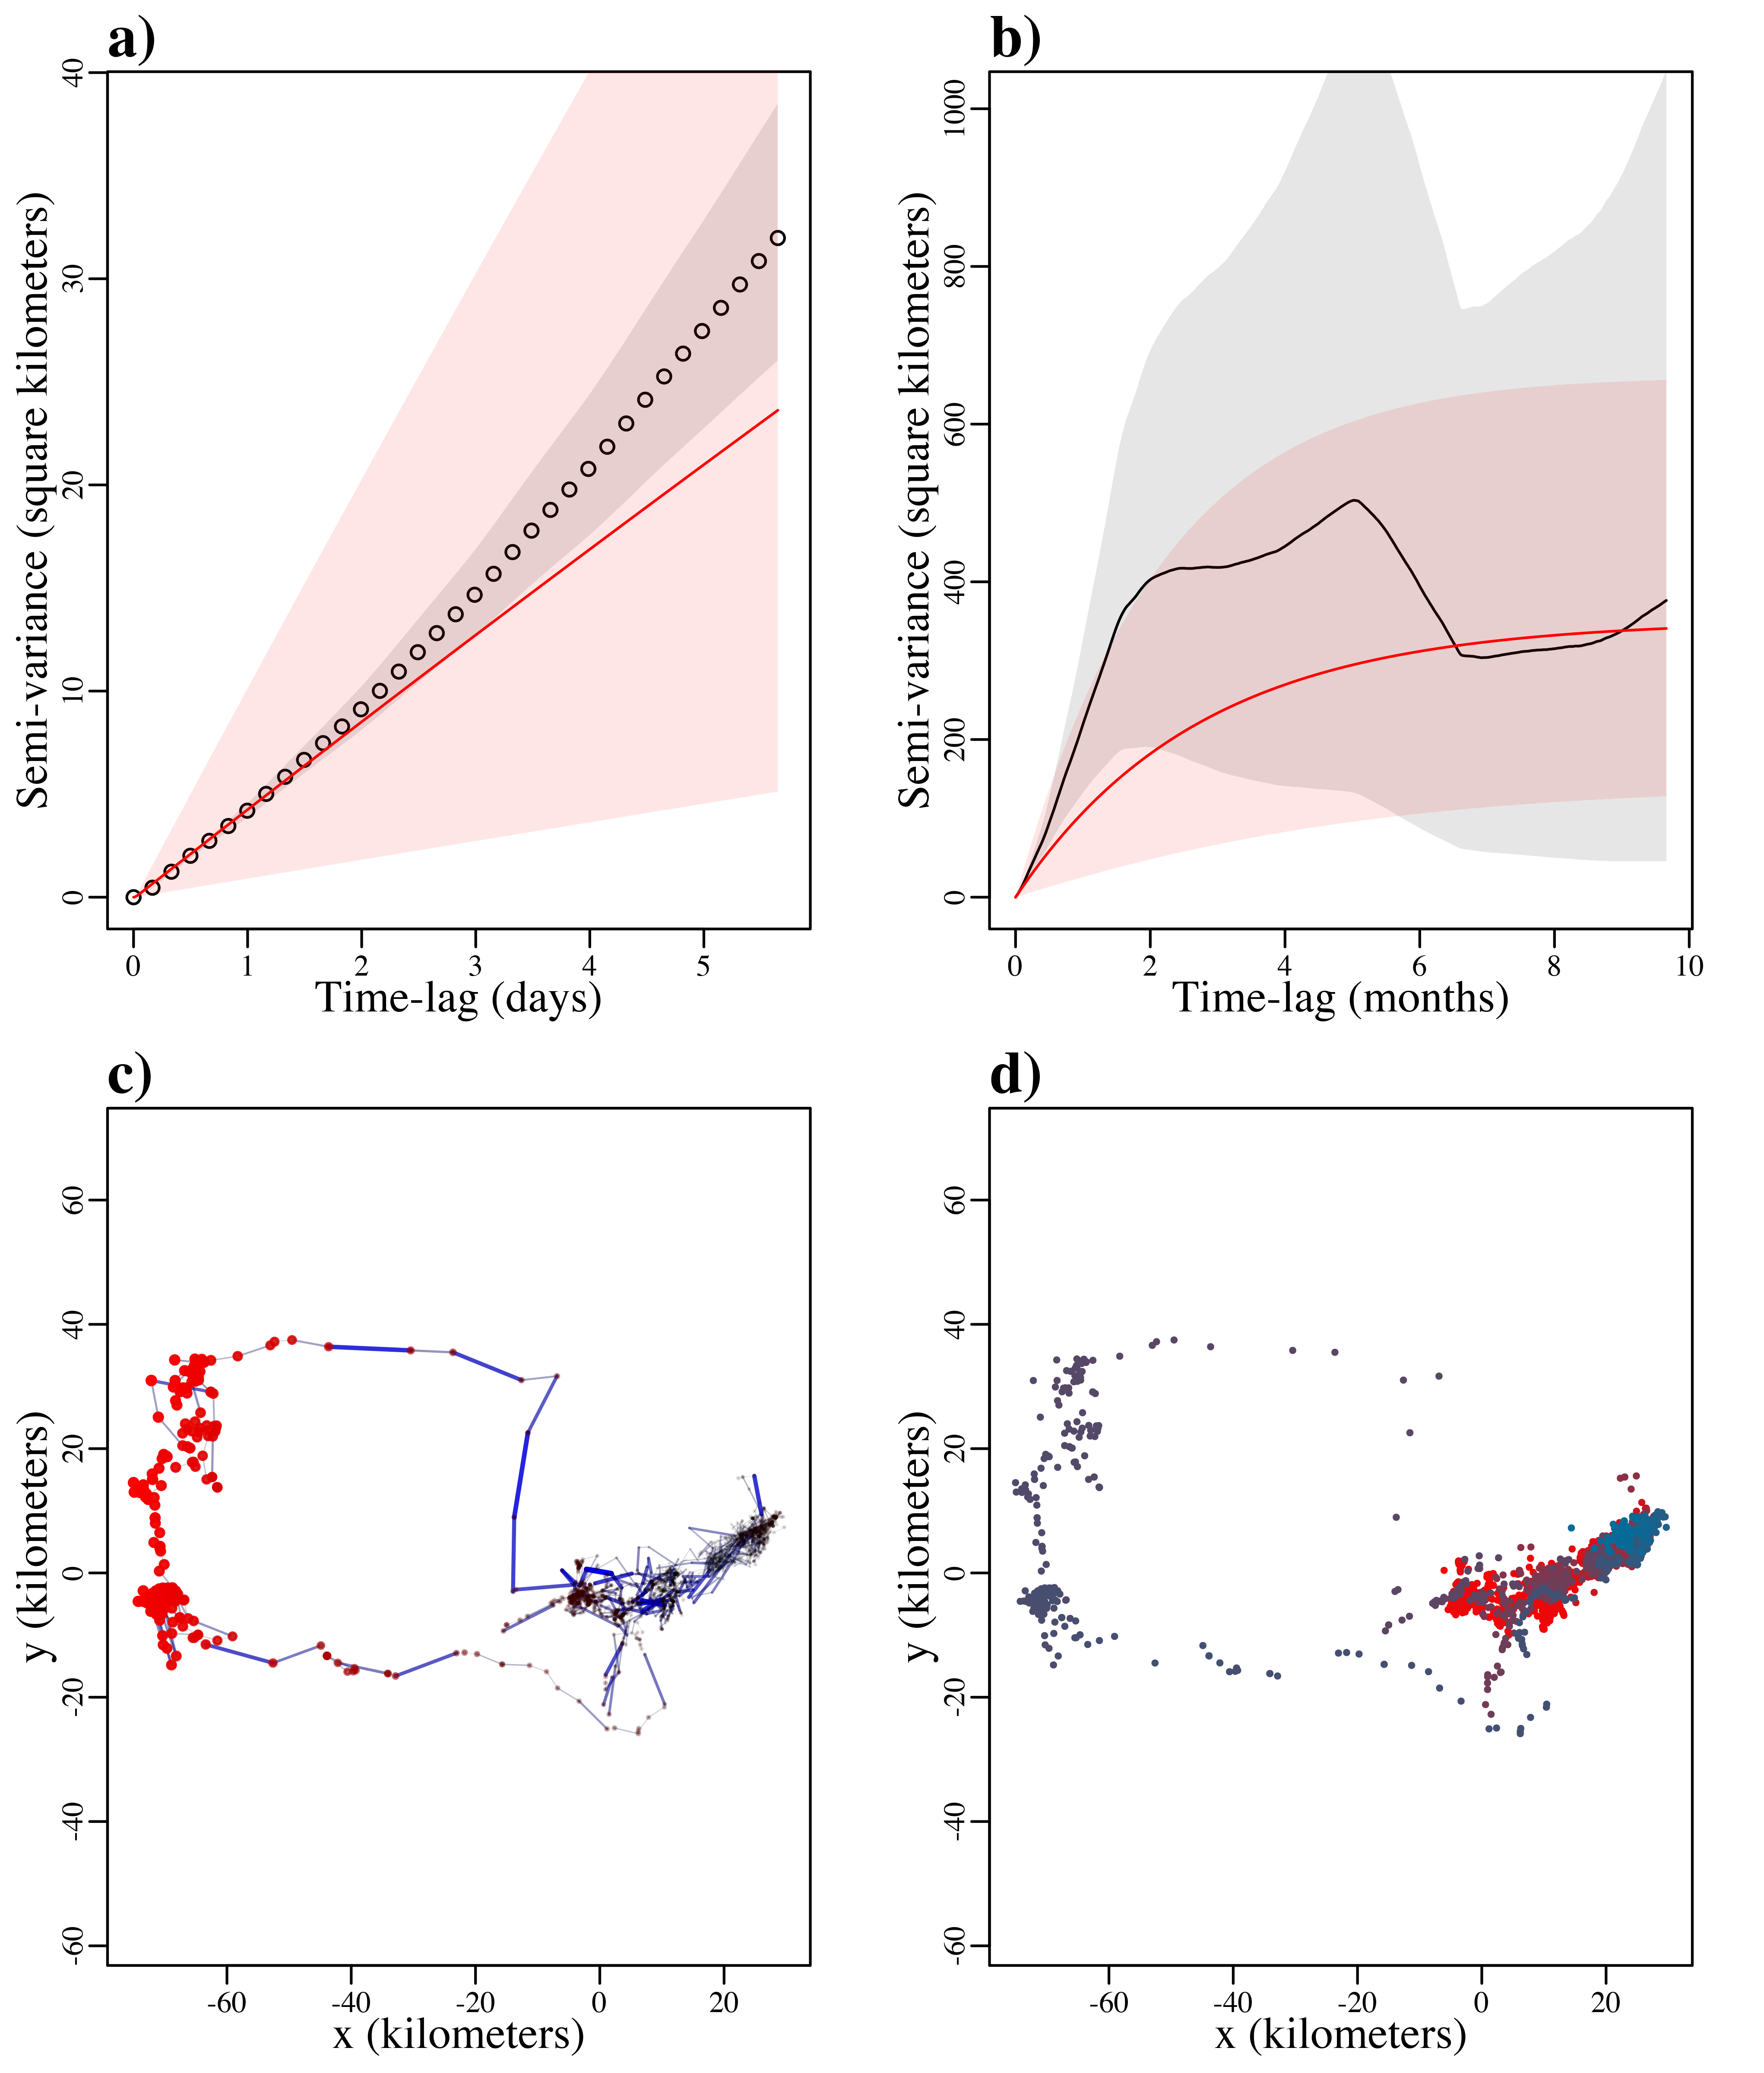 a)
40
30
20
10
0
Semi-variance (square kilometers)
0 1 2 3 4 5
Time-lag (days)
b)
1000
800
600
400
200
0
Semi-variance (square kilometers)
0 2 4 6 8 10
Time-lag (months)
c)
60
40
20
0
-20
-40
-60
y (kilometers)
-60 -40 -20 0 20
x (kilometers)
d)
60
40
20
0
-20
-40
-60
y (kilometers)
-60 -40 -20 0 20
x (kilometers)